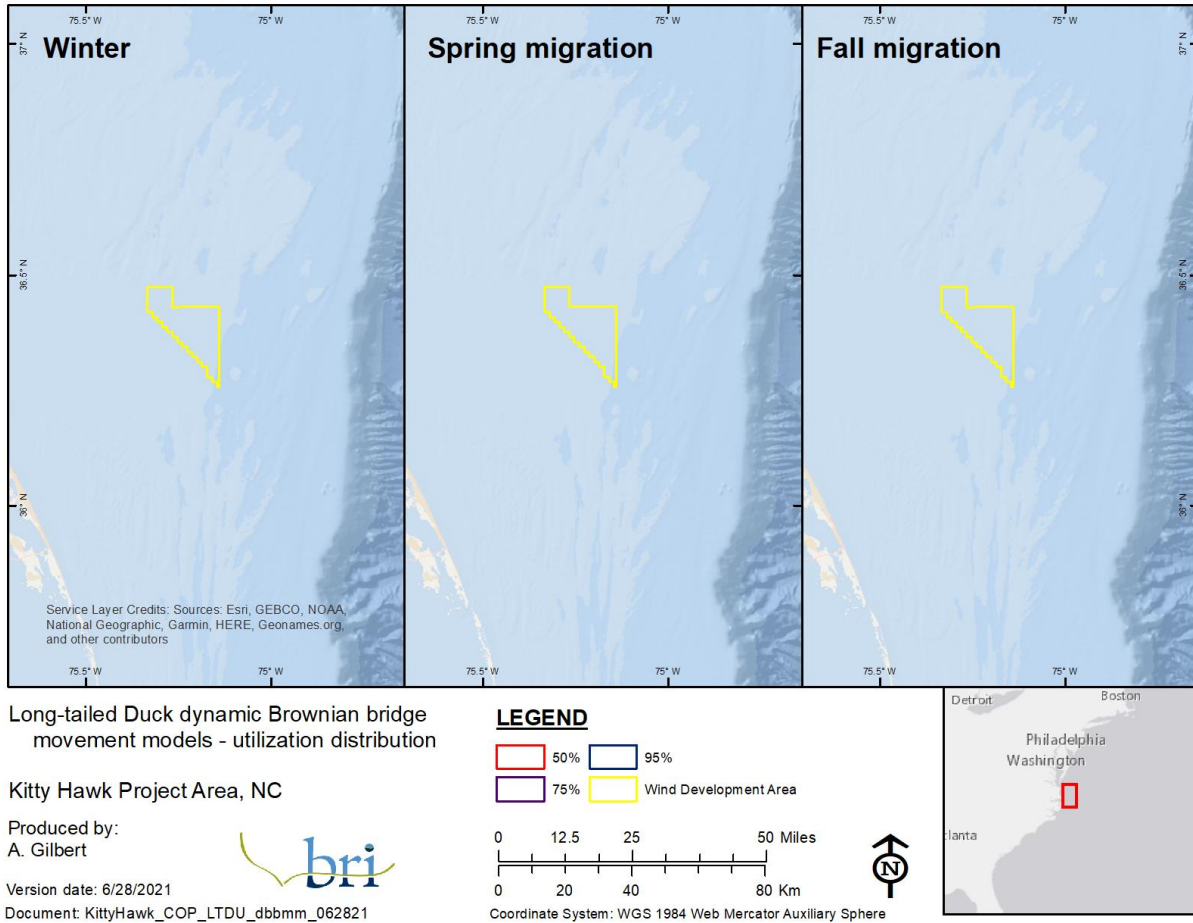 75.5° W
75° W
75.5° W
75° W
75.5° W
75° W
Winter
Spring migration
Fall migration
37° N
37° N
36.5° N
36.5° N
36° N
36° N
Service Layer Credits: Sources: Esri, GEBCO, NOAA,
National Geographic, Garmin, HERE, Geonames.org,
and other contributors
75.5° W
75° W
75.5° W
75° W
75.5° W
75° W
Long-tailed Duck dynamic Brownian bridge
movement models - utilization distribution
Kitty Hawk Project Area, NC
Produced by:
A. Gilbert
bri
Version date: 6/28/2021
Document: KittyHawk_COP_LTDU_dbbmm_062821
LEGEND
50%
95%
75%
Wind Development Area
0 12.5 25 50 Miles
0 20 40 80 Km
N
Coordinate System: WGS 1984 Web Mercator Auxiliary Sphere
Detroit
Boston
Philadelphia
Washington
tlanta